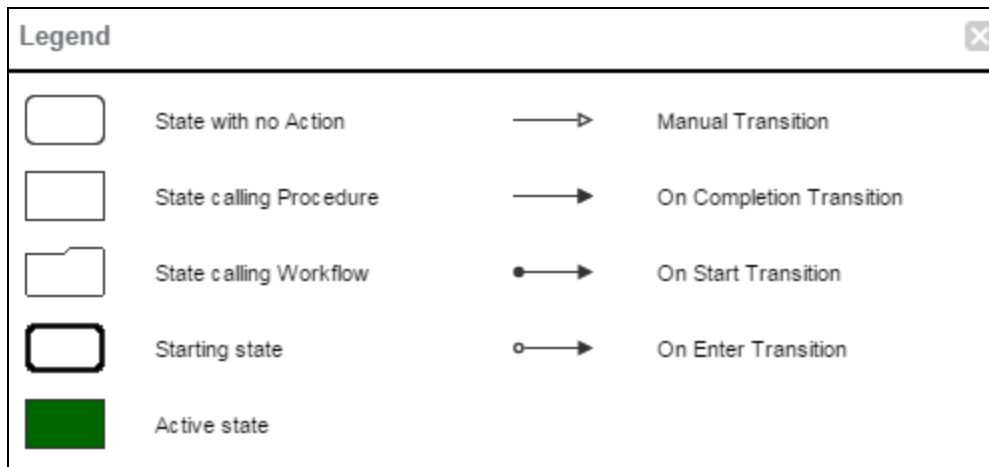 Legend
State with no Action
Manual Transition
State calling Procedure
On Completion Transition
State calling Workflow
On Start Transition
Starting state
On Enter Transition
Active state